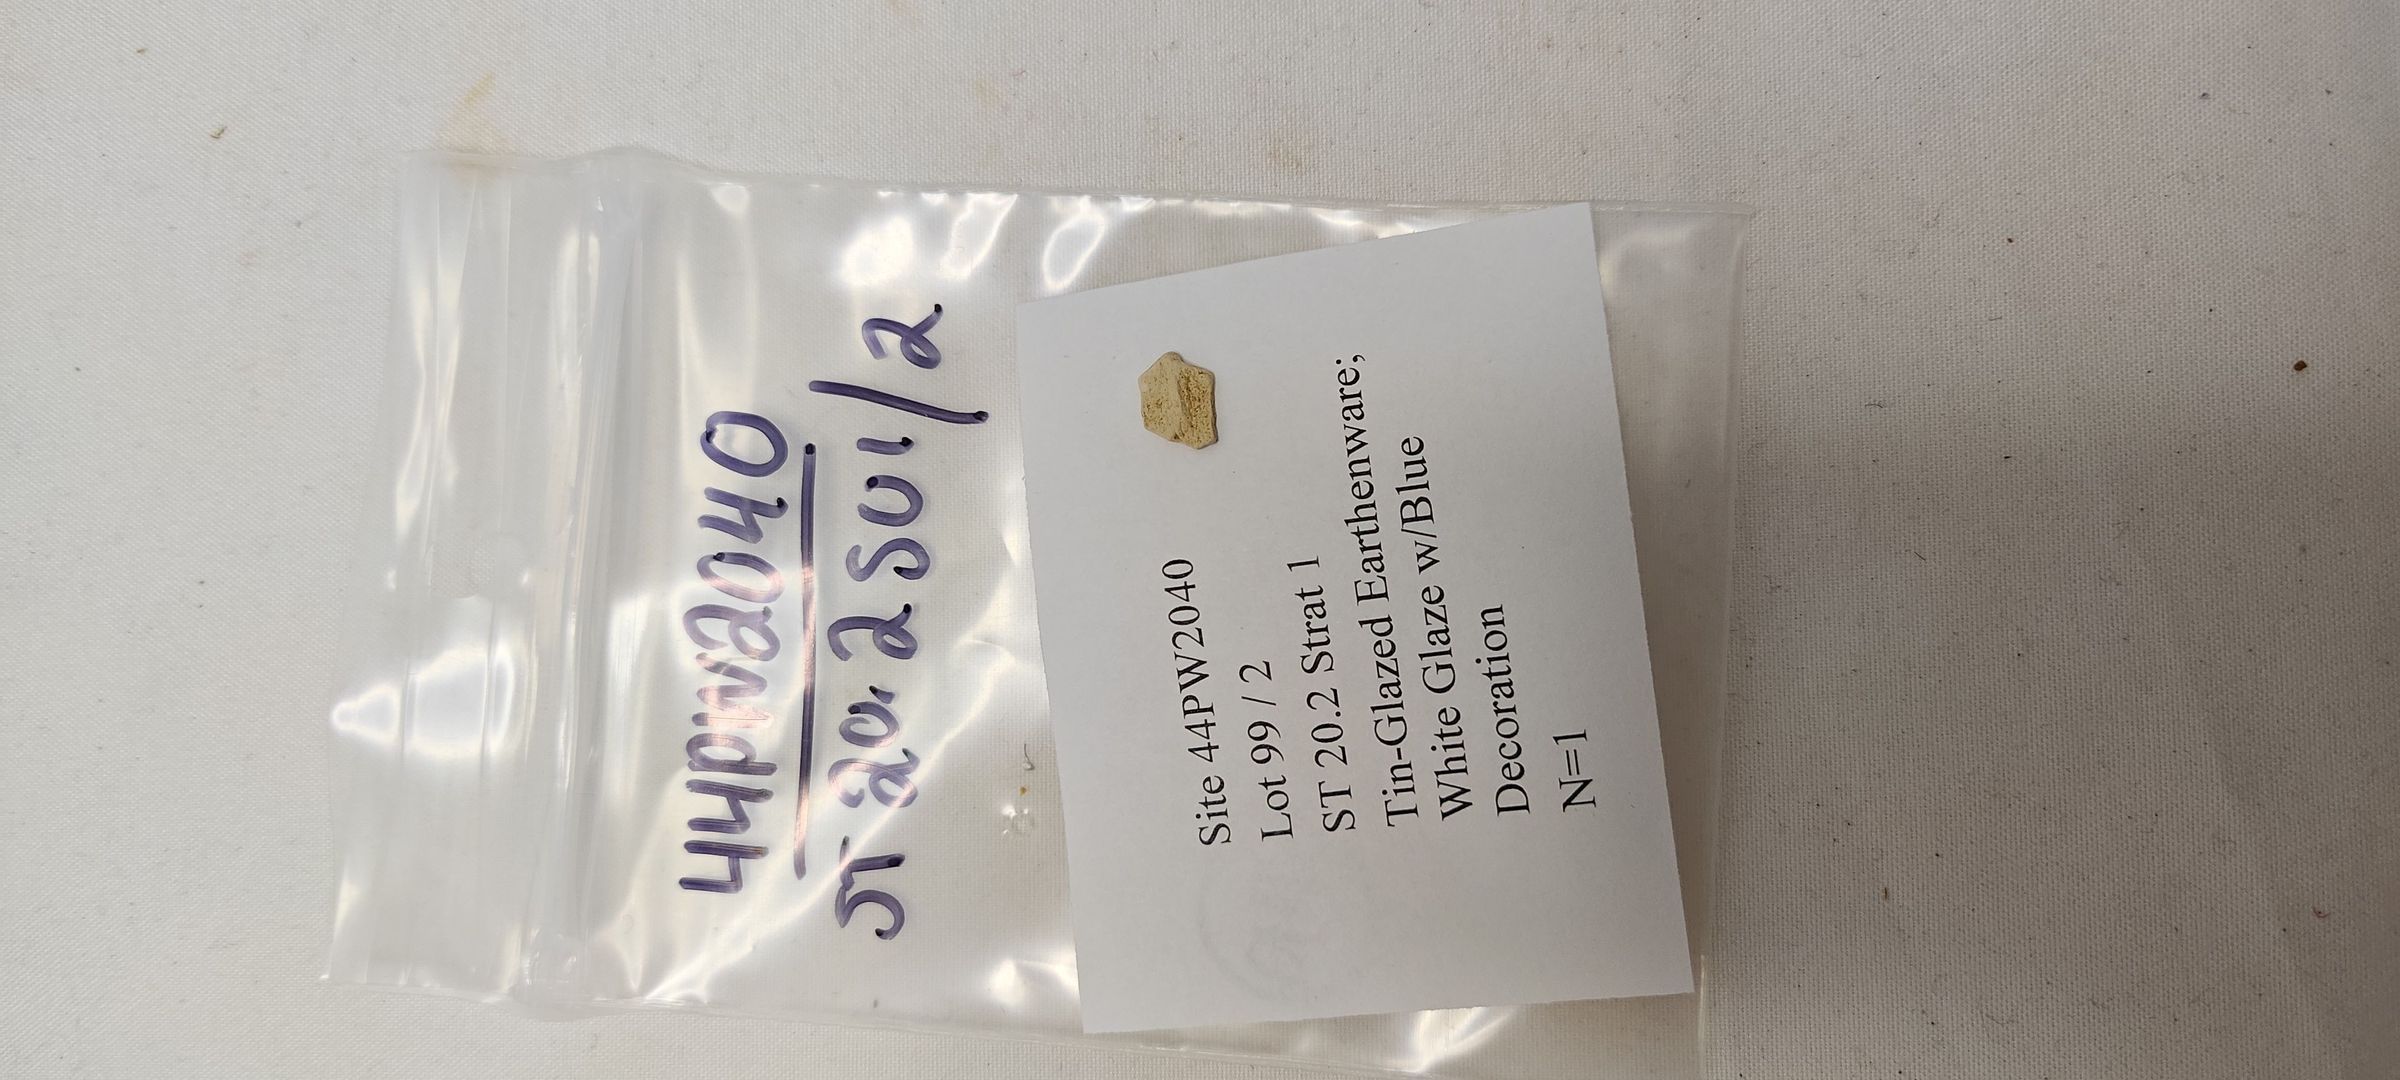 44PW2040
ST 20.2 SU1/2
Site 44PW2040
Lot 99 / 2
ST 20.2 Strat 1
Tin-Glazed Earthenware;
White Glaze w/Blue
Decoration
N=1